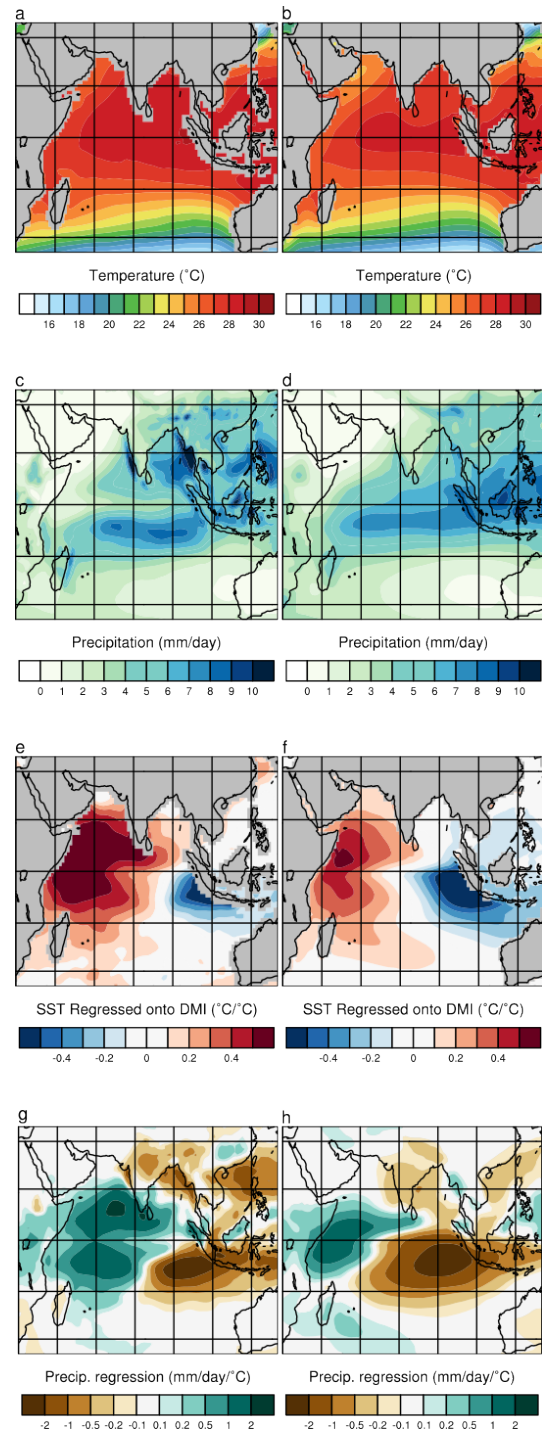 a b
Temperature (˚C) Temperature (˚C)
16 18 20 22 24 26 28 30 16 18 20 22 24 26 28 30
c d
Precipitation (mm/day) Precipitation (mm/day)
0 1 2 3 4 5 6 7 8 9 10 0 1 2 3 4 5 6 7 8 9 10
e f
SST Regressed onto DMI (˚C/˚C) SST Regressed onto DMI (˚C/˚C)
-0.4 -0.2 0 0.2 0.4 -0.4 -0.2 0 0.2 0.4
g h
Precip. regression (mm/day/˚C) Precip. regression (mm/day/˚C)
-2 -1 -0.5 -0.2 -0.1 0.1 0.2 0.5 1 2 -2 -1 -0.5 -0.2 -0.1 0.1 0.2 0.5 1 2